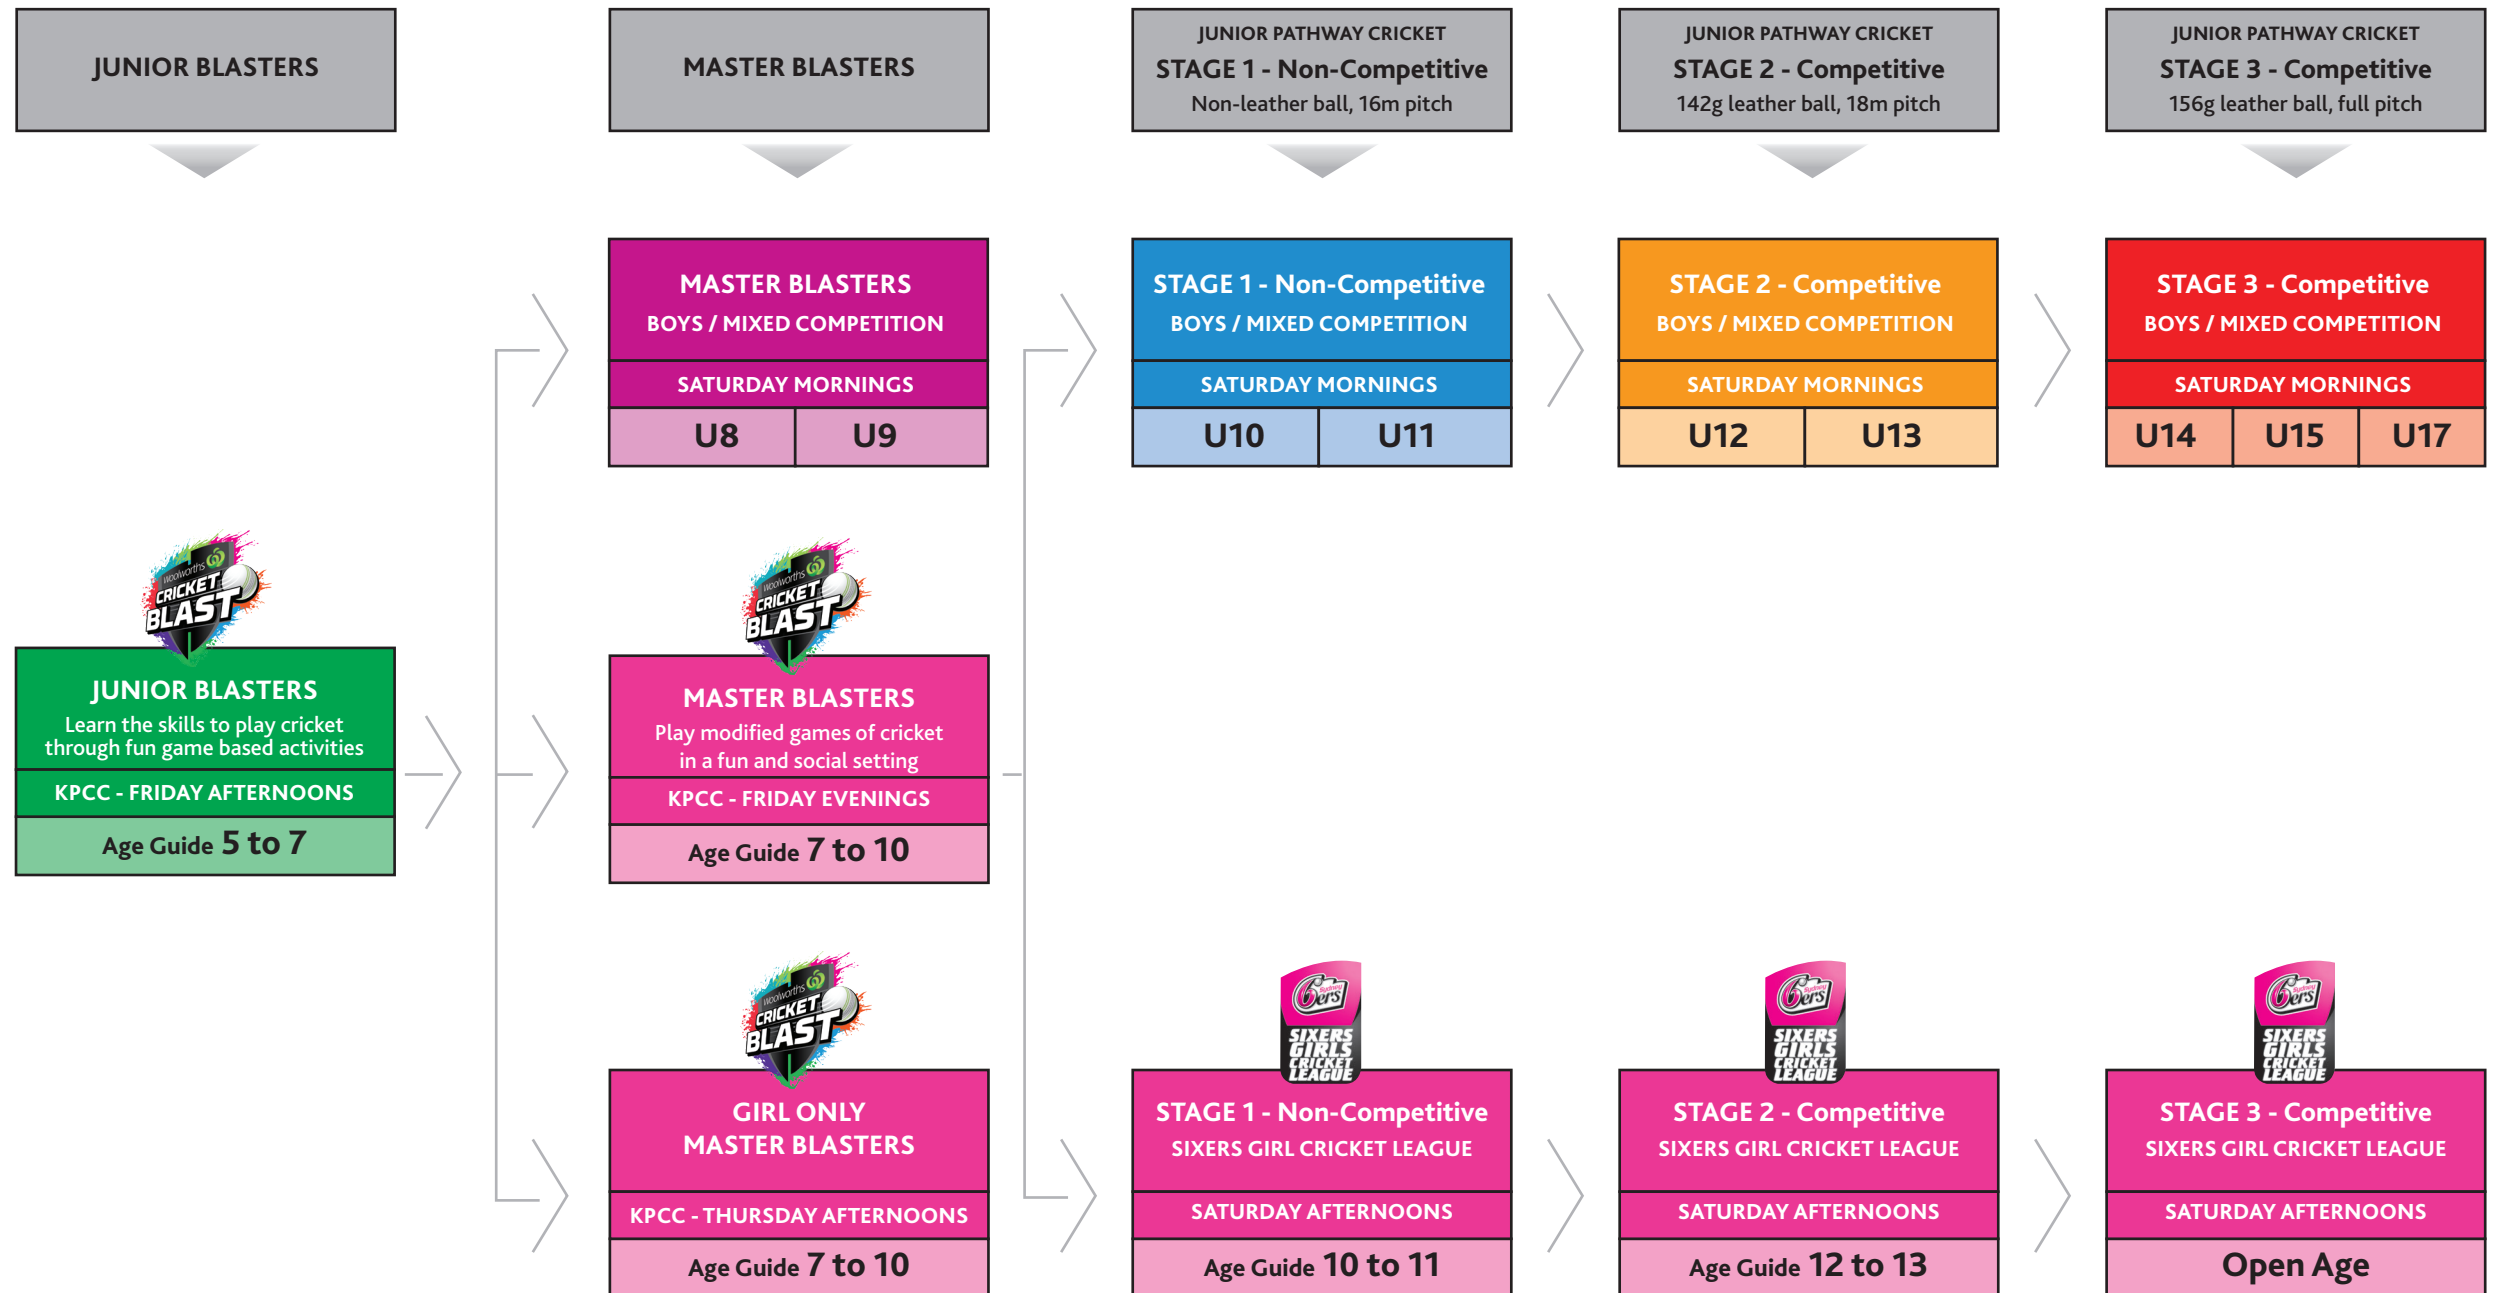 JUNIOR BLASTERS
MASTER BLASTERS
JUNIOR PATHWAY CRICKET
STAGE 1 - Non-Competitive
Non-leather ball, 16m pitch
JUNIOR PATHWAY CRICKET
STAGE 2 - Competitive
142g leather ball, 18m pitch
JUNIOR PATHWAY CRICKET
STAGE 3 - Competitive
156g leather ball, full pitch
MASTER BLASTERS
BOYS / MIXED COMPETITION
SATURDAY MORNINGS
U8
U9
STAGE 1 - Non-Competitive
BOYS / MIXED COMPETITION
SATURDAY MORNINGS
U10
U11
STAGE 2 - Competitive
BOYS / MIXED COMPETITION
SATURDAY MORNINGS
U12
U13
STAGE 3 - Competitive
BOYS / MIXED COMPETITION
SATURDAY MORNINGS
U14
U15
U17
woolworths
CRICKET
BLAST
JUNIOR BLASTERS
Learn the skills to play cricket
through fun game based activities
KPCC - FRIDAY AFTERNOONS
Age Guide 5 to 7
woolworths
CRICKET
BLAST
MASTER BLASTERS
Play modified games of cricket
in a fun and social setting
KPCC - FRIDAY EVENINGS
Age Guide 7 to 10
woolworths
CRICKET
BLAST
GIRL ONLY
MASTER BLASTERS
KPCC - THURSDAY AFTERNOONS
Age Guide 7 to 10
Sydney
6ers
SIXERS
GIRLS
CRICKET
LEAGUE
STAGE 1 - Non-Competitive
SIXERS GIRL CRICKET LEAGUE
SATURDAY AFTERNOONS
Age Guide 10 to 11
Sydney
6ers
SIXERS
GIRLS
CRICKET
LEAGUE
STAGE 2 - Competitive
SIXERS GIRL CRICKET LEAGUE
SATURDAY AFTERNOONS
Age Guide 12 to 13
Sydney
6ers
SIXERS
GIRLS
CRICKET
LEAGUE
STAGE 3 - Competitive
SIXERS GIRL CRICKET LEAGUE
SATURDAY AFTERNOONS
Open Age